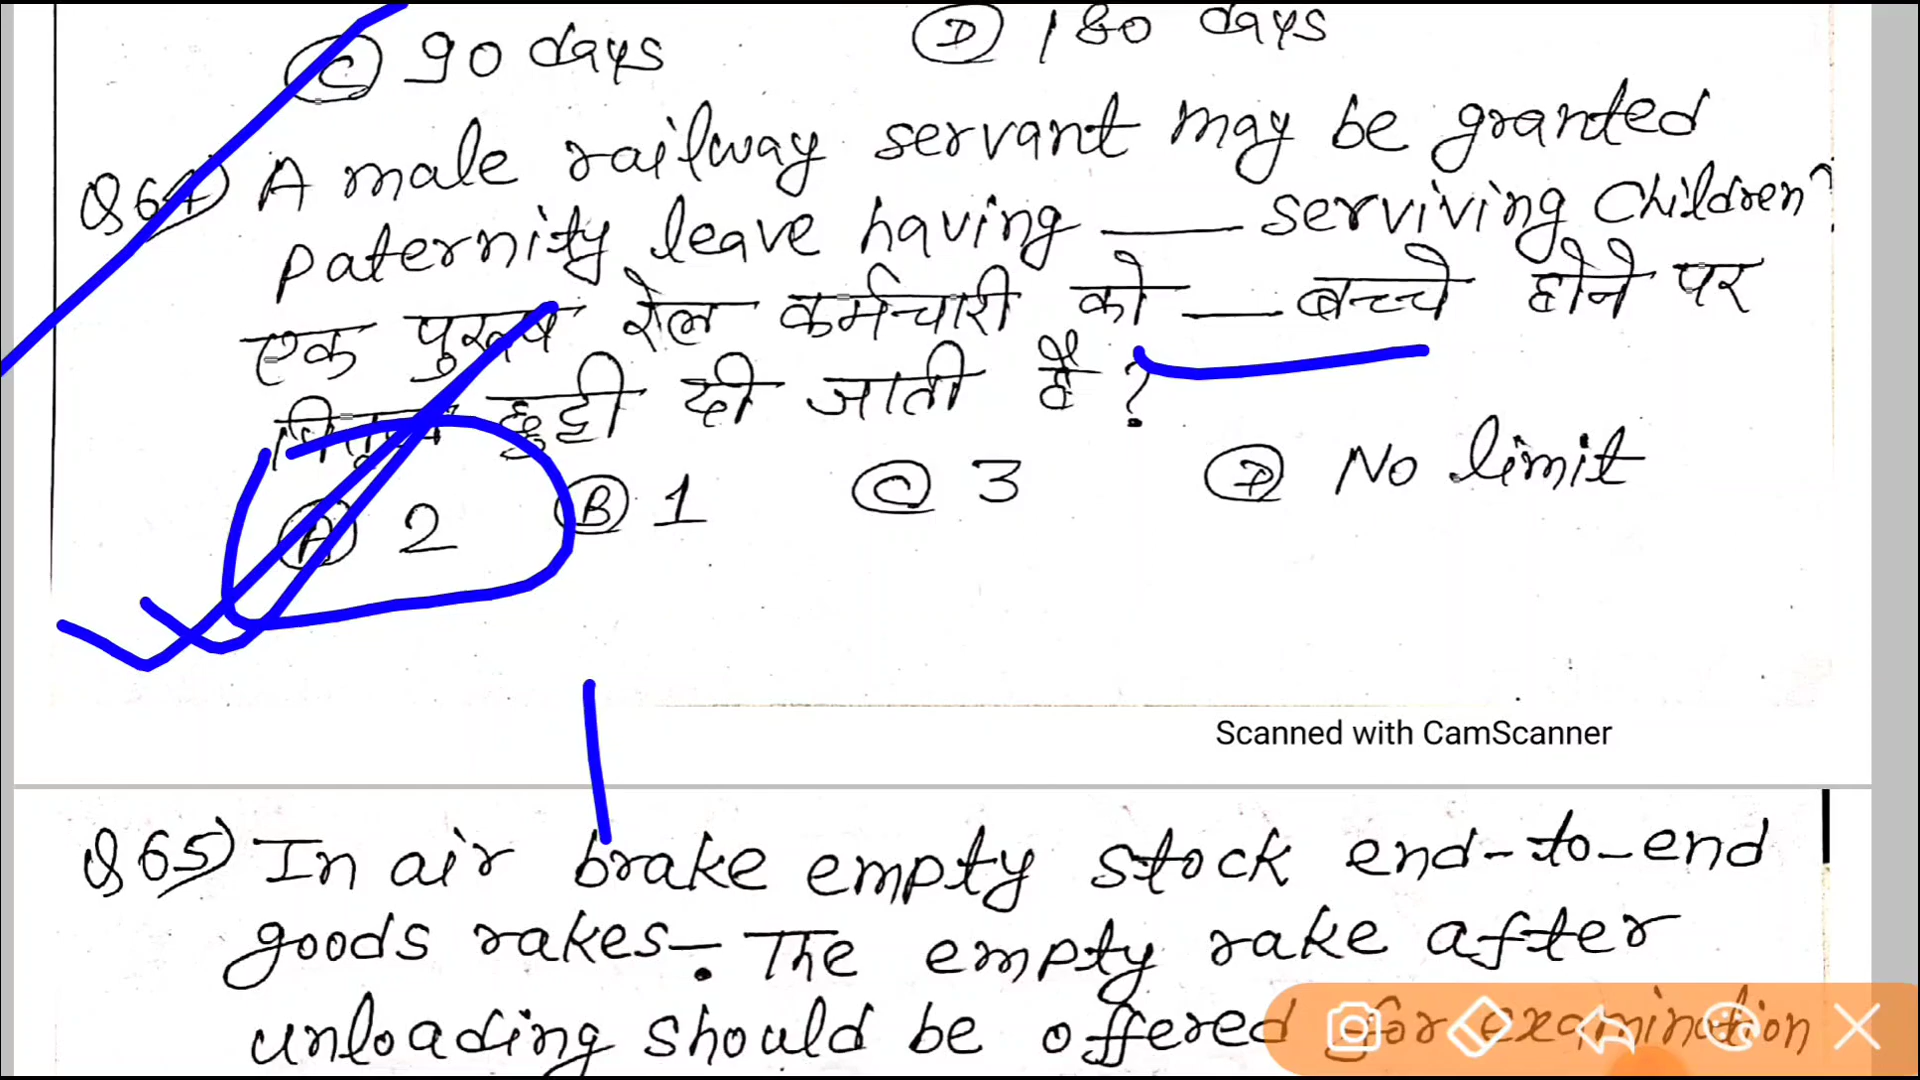 C 90 days D 180 days
Q64) A male railway servant may be granted
paternity leave having ____ serviving children?
एक पुरूष रेल कर्मचारी को ___ बच्चे होने पर
छुट्टी दी जाती है ?
A 2 B 1 C 3 D No limit
Scanned with CamScanner
Q65) In air brake empty stock end-to-end
goods rakes-. The empty rake after
unloading should be offered for examination